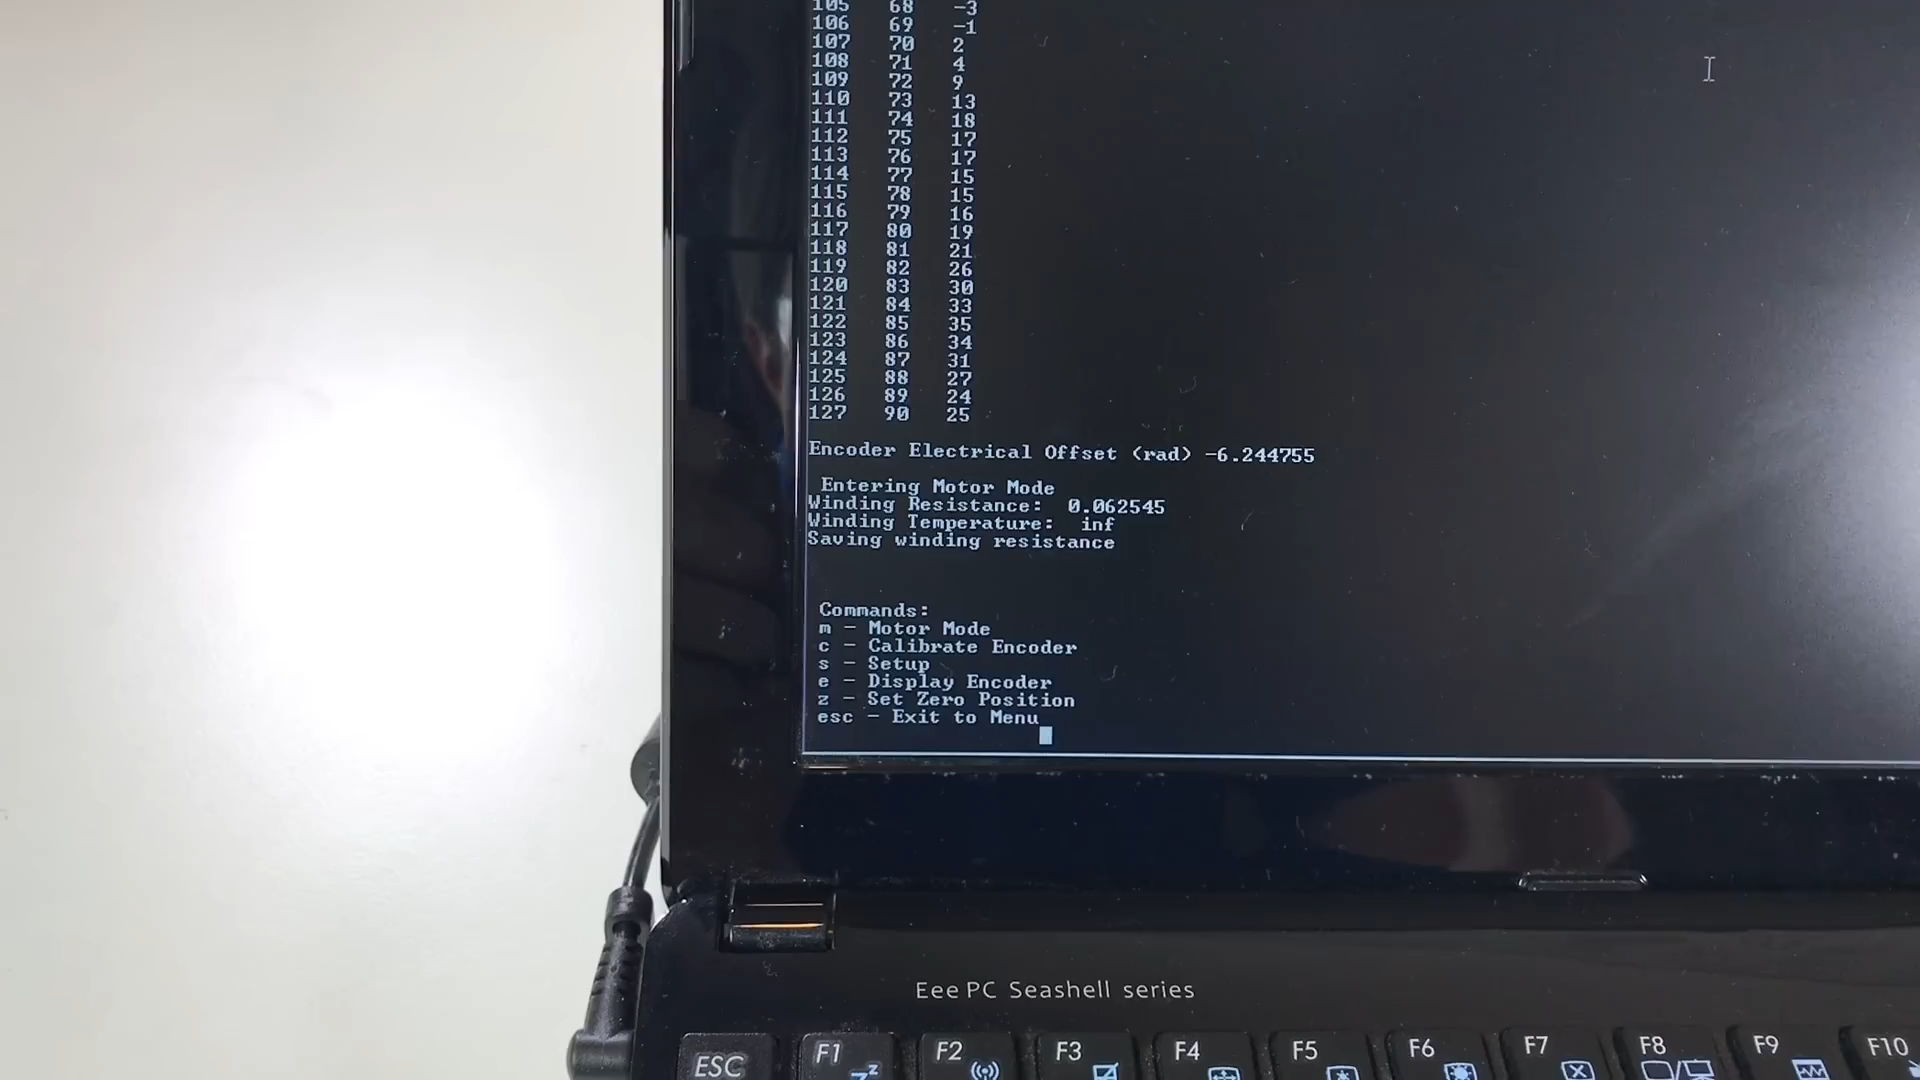 105 68 -3
106 69 -1
107 70 2
108 71 4
109 72 9
110 73 13
111 74 18
112 75 17
113 76 17
114 77 15
115 78 15
116 79 16
117 80 19
118 81 21
119 82 26
120 83 30
121 84 33
122 85 35
123 86 34
124 87 31
125 88 27
126 89 24
127 90 25
Encoder Electrical Offset (rad) -6.244755
Entering Motor Mode
Winding Resistance: 0.062545
Winding Temperature: inf
Saving winding resistance
Commands:
m - Motor Mode
c - Calibrate Encoder
s - Setup
e - Display Encoder
z - Set Zero Position
esc - Exit to Menu
Eee PC Seashell series
ESC F1 F2 F3 F4 F5 F6 F7 F8 F9 F10